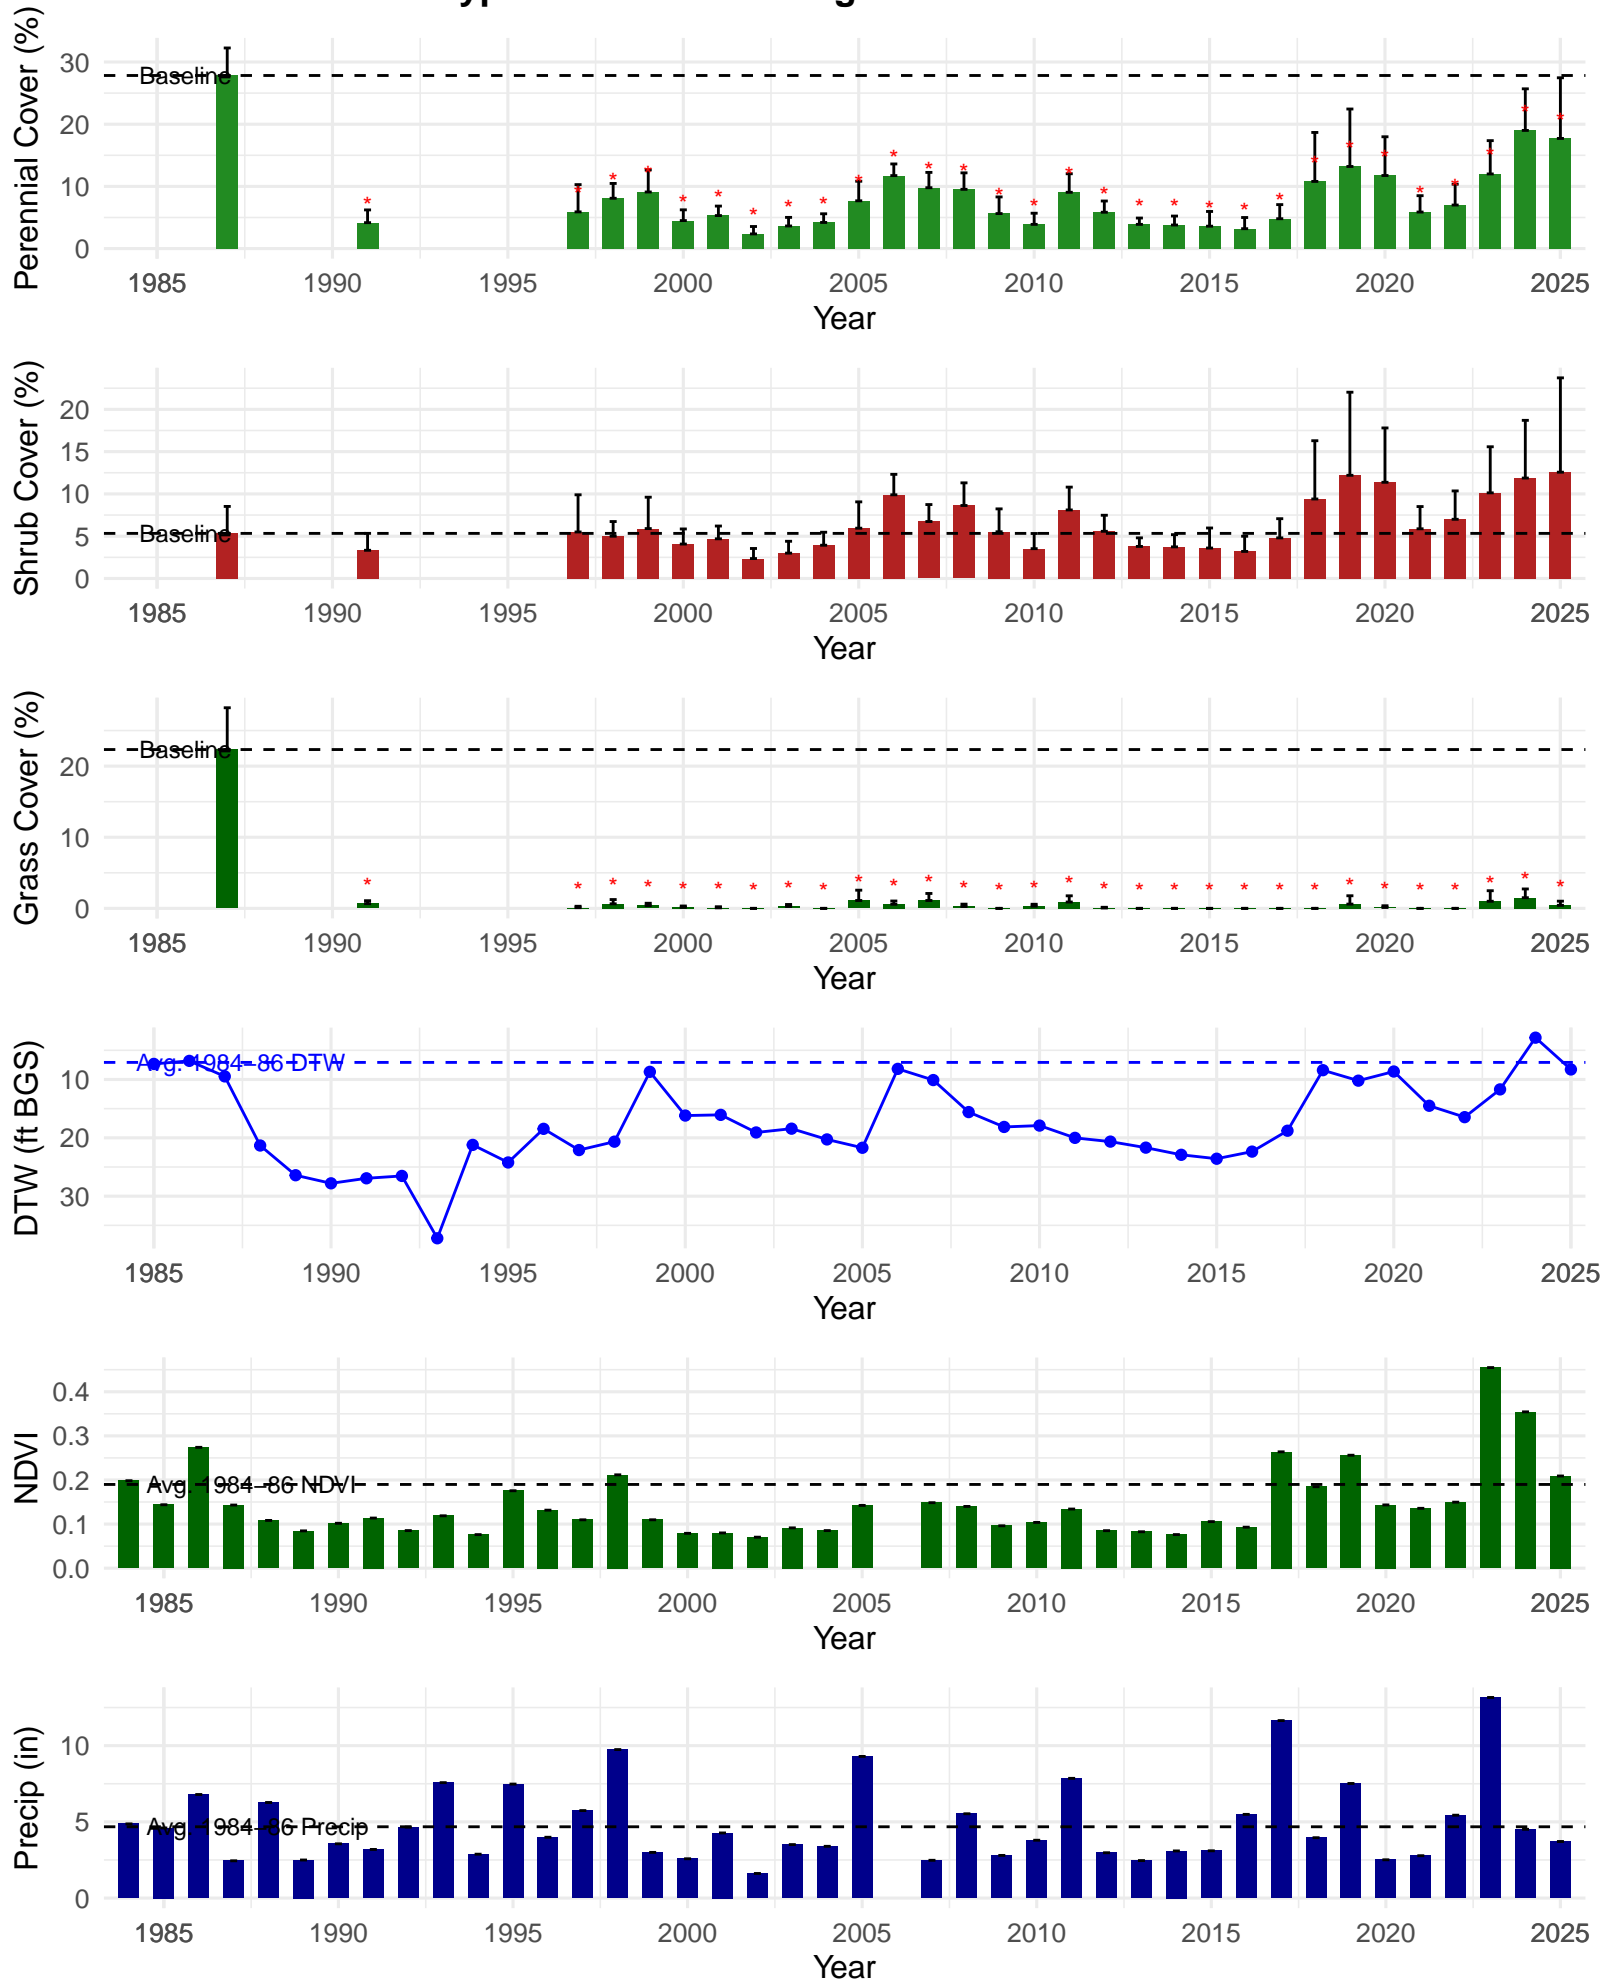 Perennial Cover (%)
30
20
10
0
Baseline
* * * * * * * * * * * * * * * * * * * * * * * * * * * * * *
1985 1990 1995 2000 2005 2010 2015 2020 2025
Year
Shrub Cover (%)
20
15
10
5
0
Baseline
1985 1990 1995 2000 2005 2010 2015 2020 2025
Year
Grass Cover (%)
20
10
0
Baseline
* * * * * * * * * * * * * * * * * * * * * * * * * * * * * *
1985 1990 1995 2000 2005 2010 2015 2020 2025
Year
DTW (ft BGS)
10
20
30
Avg. 1984–86 DTW
1985 1990 1995 2000 2005 2010 2015 2020 2025
Year
NDVI
0.4
0.3
0.2
0.1
0.0
Avg. 1984–86 NDVI
1985 1990 1995 2000 2005 2010 2015 2020 2025
Year
Precip (in)
10
5
0
Avg. 1984–86 Precip
1985 1990 1995 2000 2005 2010 2015 2020 2025
Year